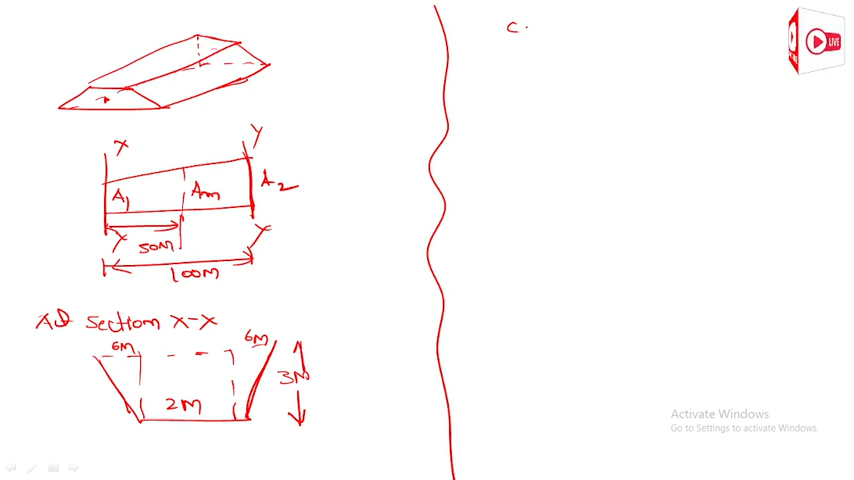 X
Y
A1
Am
A2
X
Y
50M
100M
At section X-X
6M
6M
3M
2M
C.
LIVE
Activate Windows
Go to Settings to activate Windows.